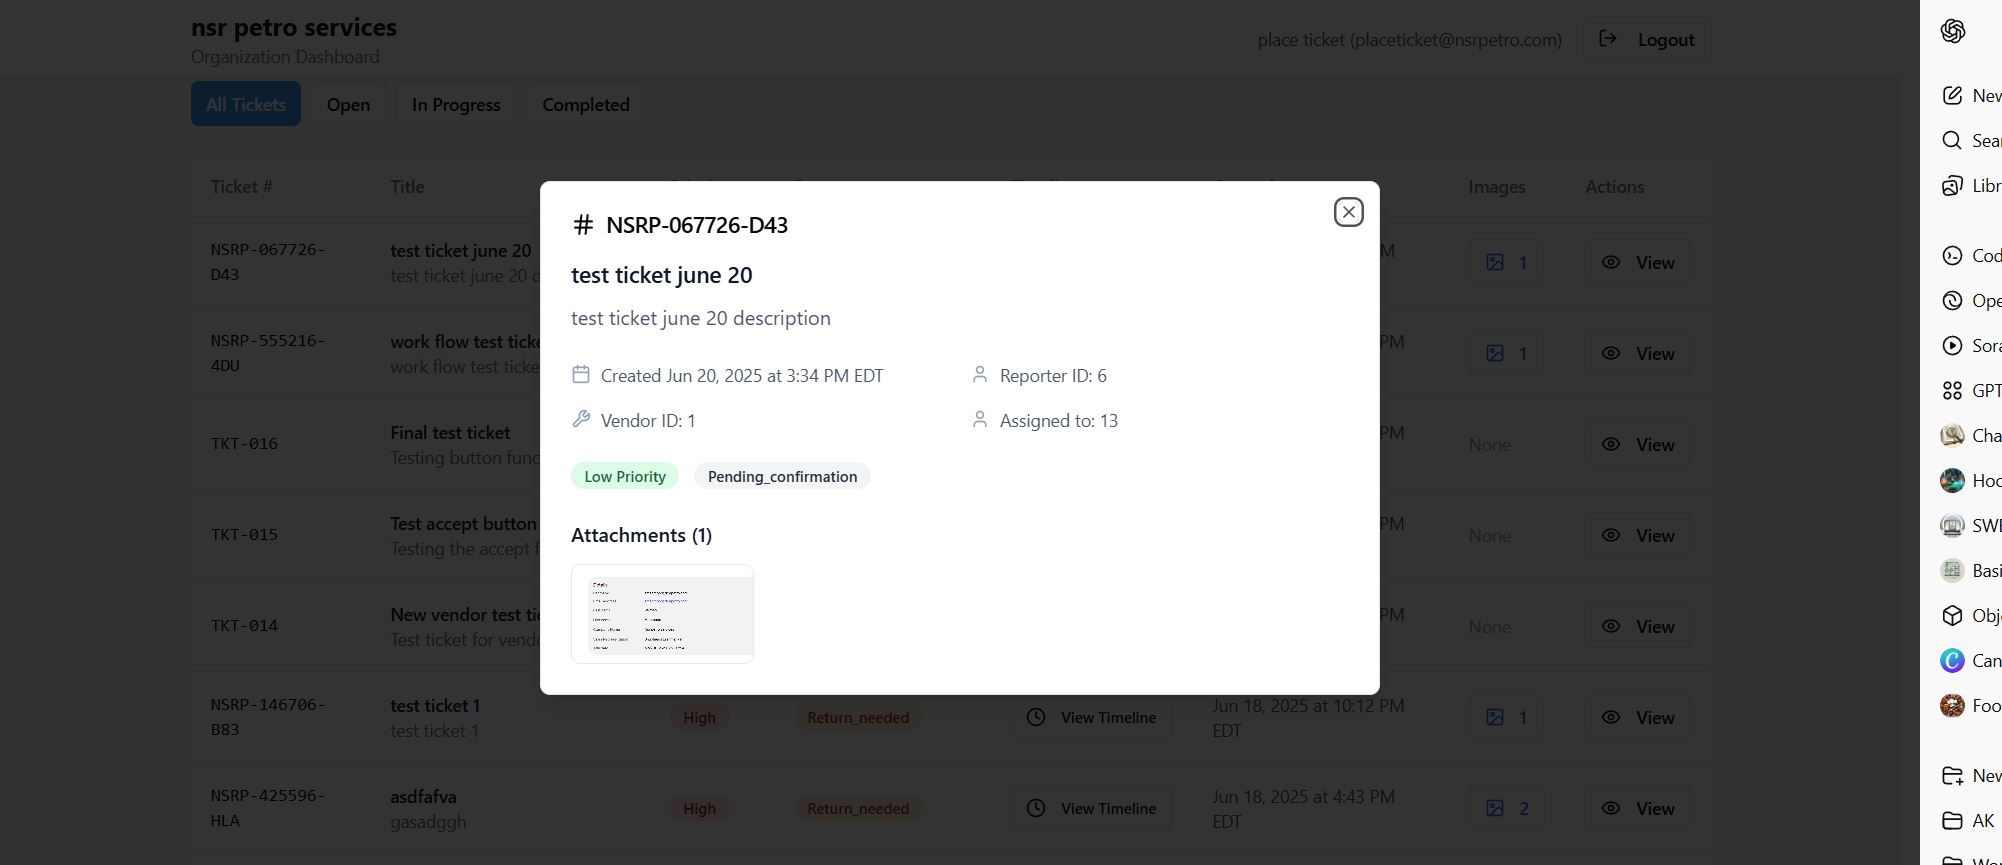 nsr petro services
Organization Dashboard
place ticket (placeticket@nsrpetro.com)
Logout
All Tickets
Open
In Progress
Completed
Ticket #
Title
Images
Actions
NSRP-067726-
D43
test ticket june 20
test ticket june 20 d
M
1
View
NSRP-555216-
4DU
work flow test ticke
work flow test ticke
PM
1
View
TKT-016
Final test ticket
Testing button func
PM
None
View
TKT-015
Test accept button
Testing the accept f
PM
None
View
TKT-014
New vendor test tic
Test ticket for vendo
PM
None
View
NSRP-146706-
B83
test ticket 1
test ticket 1
High
Return_needed
View Timeline
Jun 18, 2025 at 10:12 PM
EDT
1
View
NSRP-425596-
HLA
asdfafva
gasadggh
High
Return_needed
View Timeline
Jun 18, 2025 at 4:43 PM
EDT
2
View
# NSRP-067726-D43
test ticket june 20
test ticket june 20 description
Created Jun 20, 2025 at 3:34 PM EDT
Reporter ID: 6
Vendor ID: 1
Assigned to: 13
Low Priority
Pending_confirmation
Attachments (1)
Details
New
Sear
Libr
Cod
Ope
Sora
GPT
Cha
Hoo
SWE
Basi
Obj
Can
Foo
New
AK